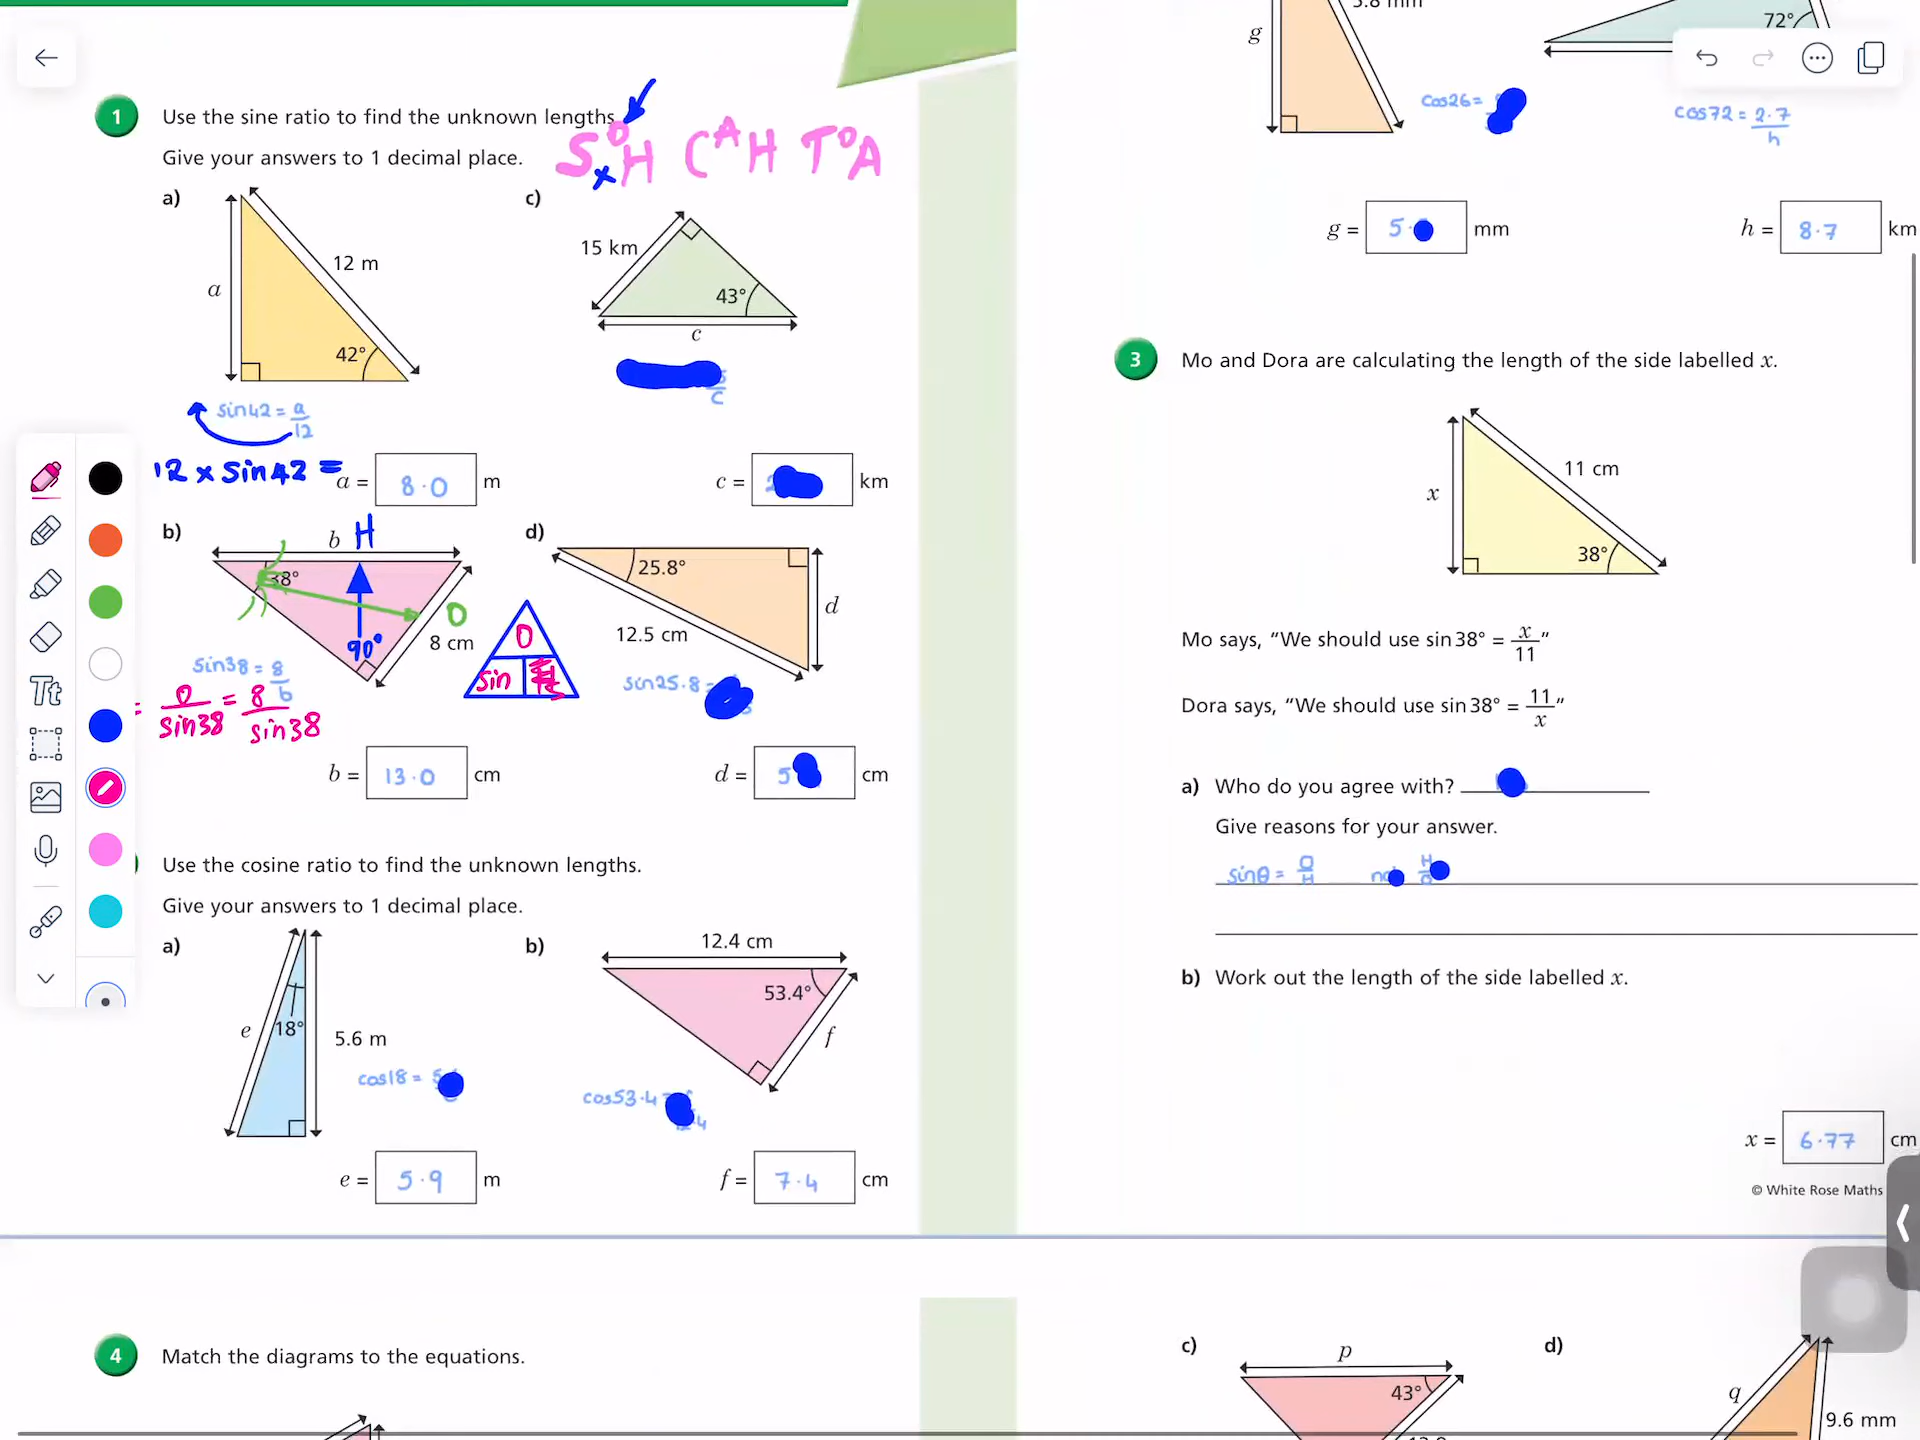 1 Use the sine ratio to find the unknown lengths.
Give your answers to 1 decimal place.
SOH CAH TOA
x
a)
12 m
a
42°
sin42 = a/12
12 x sin42 =
a = 8.0 m
c)
15 km
43°
c
c
c = km
b)
b H
38°
90°
O
8 cm
sin38 = 8/b
= O/sin38 = 8/sin38
O
sin
b = 13.0 cm
d)
25.8°
d
12.5 cm
sin25.8 =
d = 5 cm
Use the cosine ratio to find the unknown lengths.
Give your answers to 1 decimal place.
a)
e
18°
5.6 m
cos18 =
e = 5.9 m
b)
12.4 cm
53.4°
f
cos53.4 =
f = 7.4 cm
4 Match the diagrams to the equations.
Tt
g
5.8 mm
cos26 =
g = 5. mm
72°
cos72 = 2.7/h
h = 8.7 km
3 Mo and Dora are calculating the length of the side labelled x.
11 cm
x
38°
Mo says, “We should use sin 38° = x/11”
Dora says, “We should use sin 38° = 11/x”
a) Who do you agree with?
Give reasons for your answer.
sinθ = O/H
b) Work out the length of the side labelled x.
x = 6.77 cm
© White Rose Maths
c)
p
43°
d)
q
9.6 mm